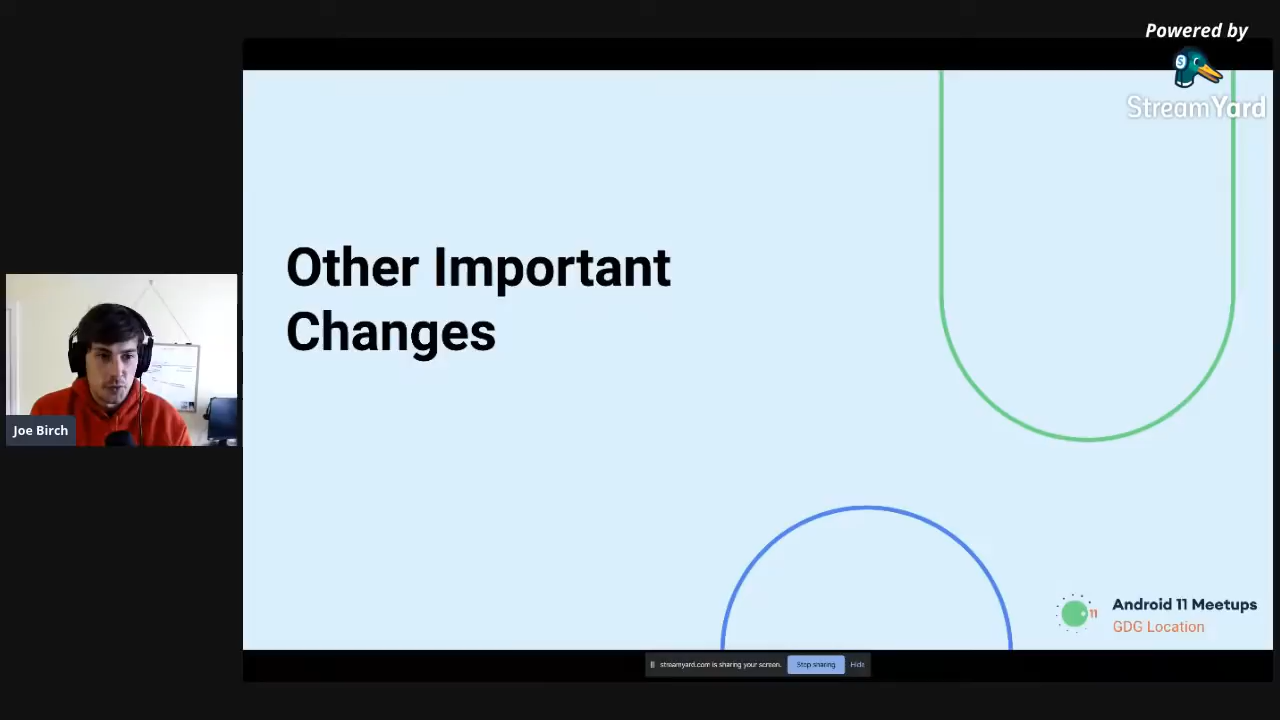 Powered by
StreamYard
Other Important
Changes
Joe Birch
11
Android 11 Meetups
GDG Location
streamyard.com is sharing your screen.
Stop sharing
Hide